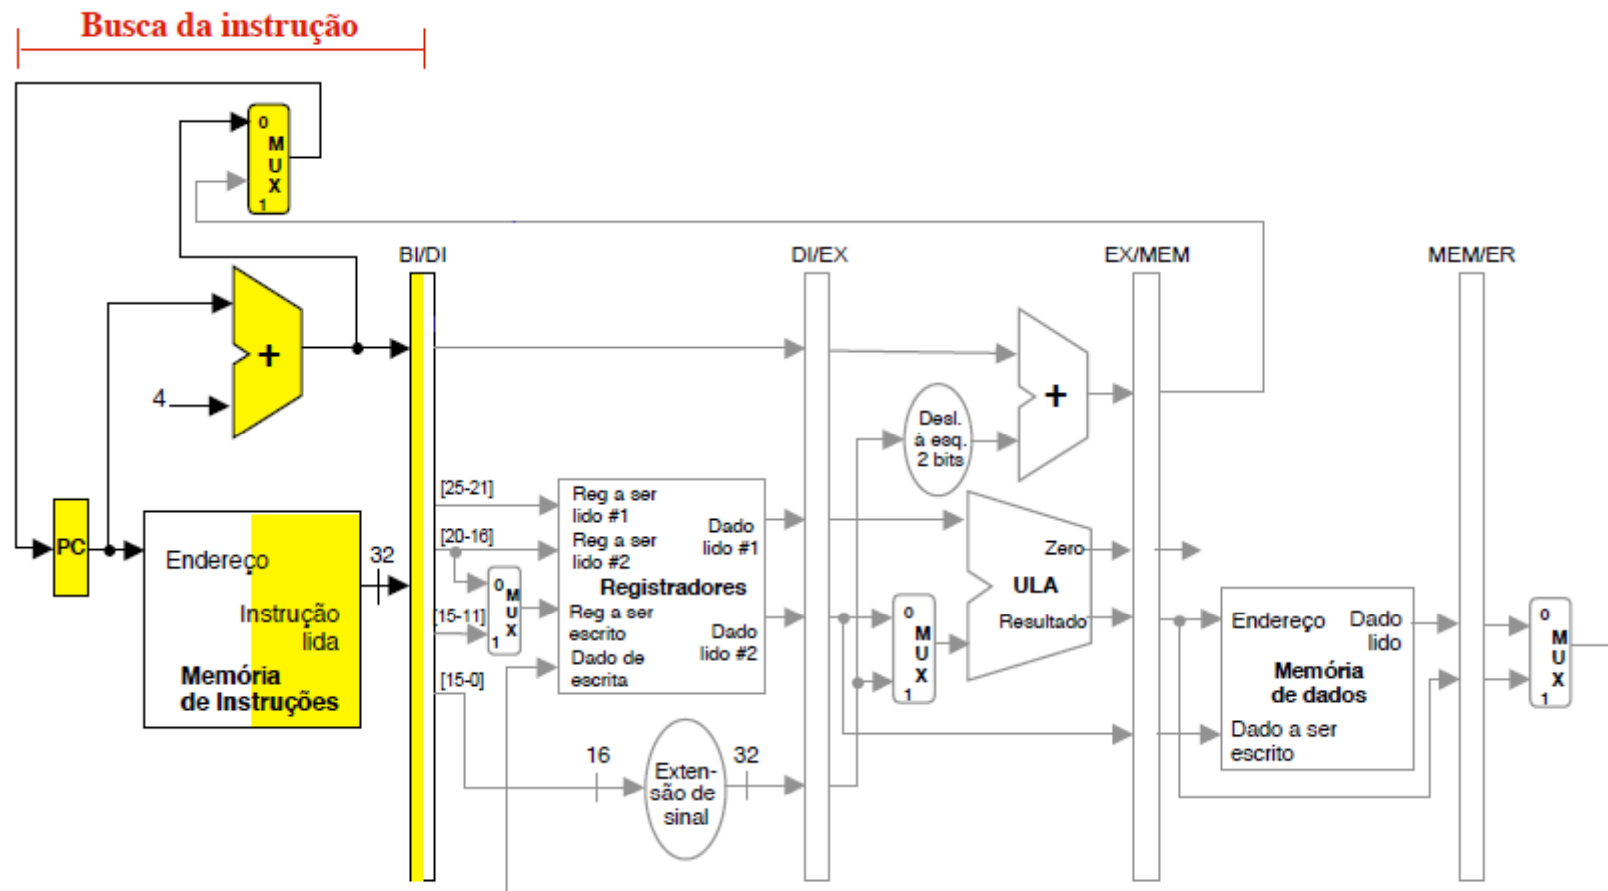 Busca da instrução
0
M
U
X
1
BI/DI
DI/EX
EX/MEM
MEM/ER
+
4
+
Desl.
à esq.
2 bits
[25-21]
[20-16]
[15-11]
[15-0]
PC
Endereço
32
Instrução
lida
Memória
de Instruções
0
M
U
X
1
Reg a ser
lido #1
Reg a ser
lido #2
Registradores
Reg a ser
escrito
Dado de
escrita
Dado
lido #1
Dado
lido #2
16
Exten-
são de
sinal
32
0
M
U
X
1
Zero
ULA
Resultado
Endereço
Dado
lido
Memória
de dados
Dado a ser
escrito
0
M
U
X
1